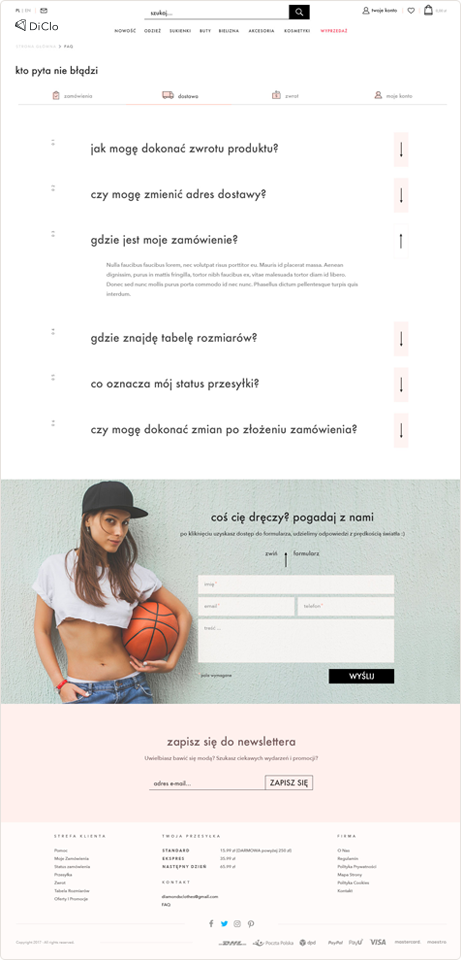 PL | EN
szukaj...
twoje konto
DiClo
NOWOŚĆ ODZIEŻ SUKIENKI BUTY BIELIZNA AKCESORIA KOSMETYKI WYPRZEDAŻ
STRONA GŁÓWNA > FAQ
kto pyta nie błądzi
zamówienia dostawa zwrot moje konto
jak mogę dokonać zwrotu produktu?
czy mogę zmienić adres dostawy?
gdzie jest moje zamówienie?
Nulla faucibus faucibus lorem, nec volutpat risus porttitor eu. Mauris id placerat massa. Aenean
dignissim, purus in mattis fringilla, tortor nibh faucibus ex, vitae malesuada tortor diam id libero.
Donec sed nunc mollis purus porta commodo id nec nunc. Phasellus dictum pellentesque turpis quis
interdum.
gdzie znajdę tabelę rozmiarów?
co oznacza mój status przesyłki?
czy mogę dokonać zmian po złożeniu zamówienia?
coś cię dręczy? pogadaj z nami
po kliknięciu uzyskasz dostęp do formularza, udzielimy odpowiedzi z prędkością światła :)
zwiń formularz
imię *
email * telefon *
treść ...
pola wymagane
WYŚLIJ
zapisz się do newslettera
Uwielbiasz bawić się modą? Szukasz ciekawych wydarzeń i promocji?
adres e-mail... ZAPISZ SIĘ
STREFA KLIENTA
Pomoc
Moje Zamówienia
Status zamówienia
Przesyłka
Zwrot
Tabela Rozmiarów
Oferty i Promocje
TWOJA PRZESYŁKA
STANDARD 15.99 zł (DARMOWA powyżej 250 zł)
EKSPRES 35.99 zł
NASTĘPNY DZIEŃ 45.99 zł
KONTAKT
diamondsclothes@gmail.com
FAQ
FIRMA
O Nas
Regulamin
Polityka Prywatności
Mapa Strony
Polityka Cookies
Kontakt
Copyright 2017. All rights reserved.
DHL Poczta Polska dpd PayPal PayU VISA mastercard maestro